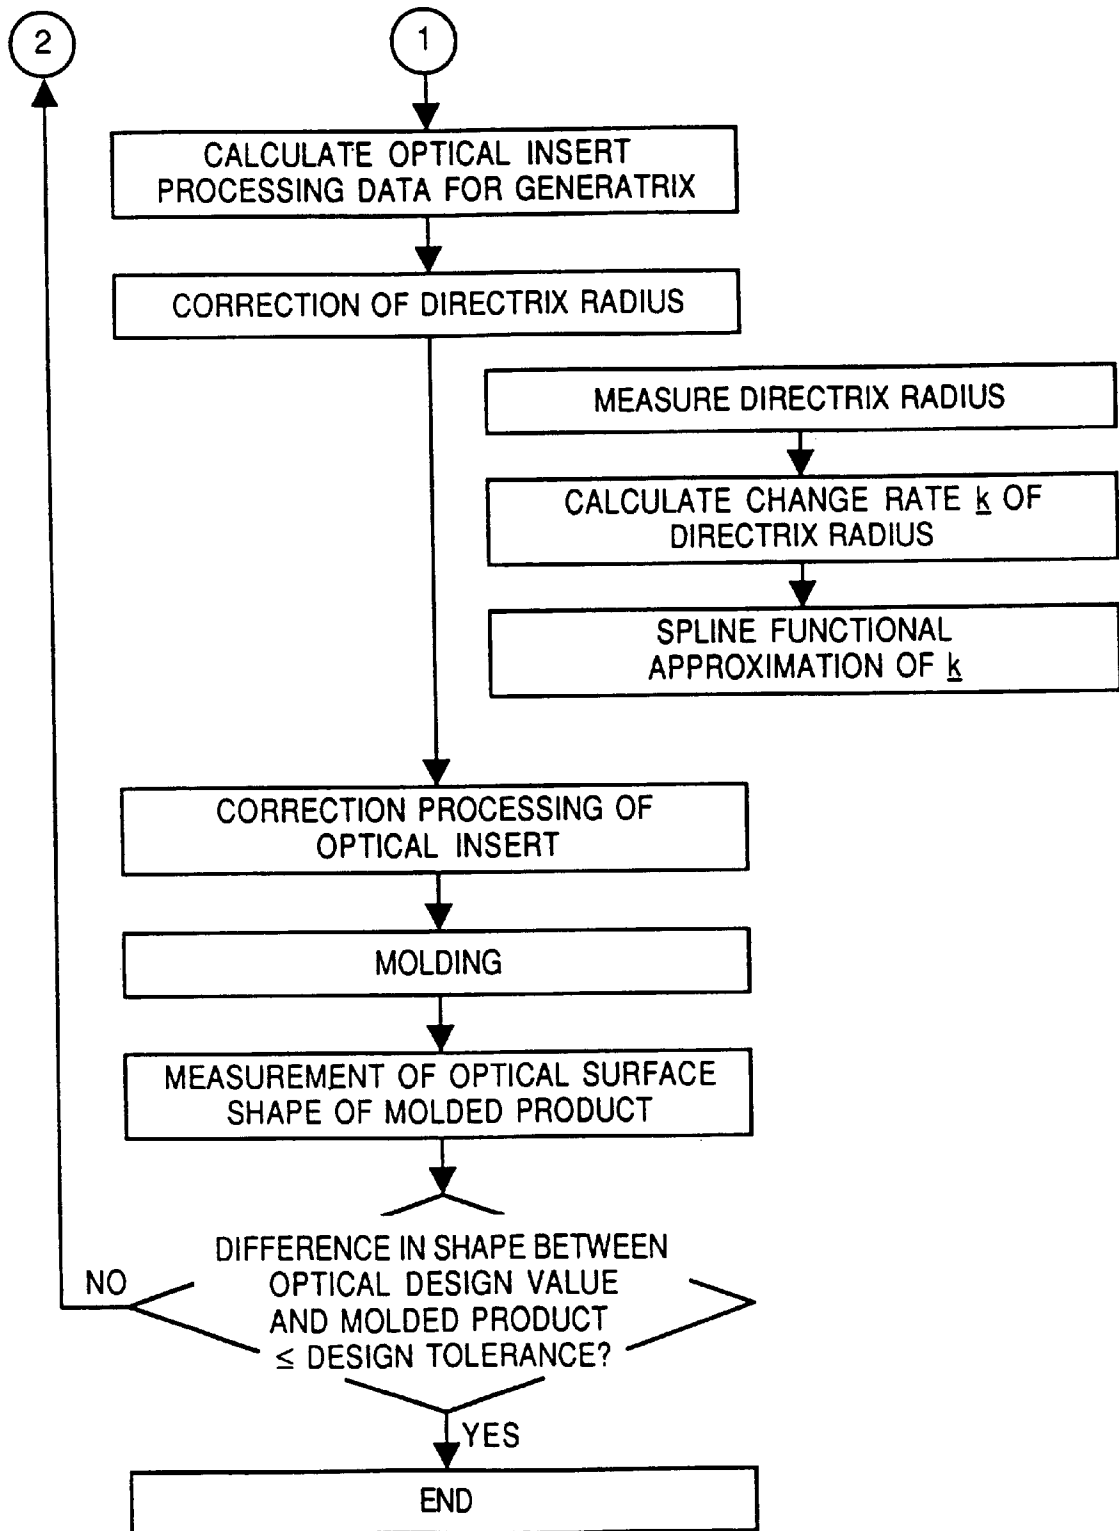 2
1
CALCULATE OPTICAL INSERT
PROCESSING DATA FOR GENERATRIX
CORRECTION OF DIRECTRIX RADIUS
MEASURE DIRECTRIX RADIUS
CALCULATE CHANGE RATE k OF
DIRECTRIX RADIUS
SPLINE FUNCTIONAL
APPROXIMATION OF k
CORRECTION PROCESSING OF
OPTICAL INSERT
MOLDING
MEASUREMENT OF OPTICAL SURFACE
SHAPE OF MOLDED PRODUCT
DIFFERENCE IN SHAPE BETWEEN
OPTICAL DESIGN VALUE
AND MOLDED PRODUCT
≤ DESIGN TOLERANCE?
NO
YES
END